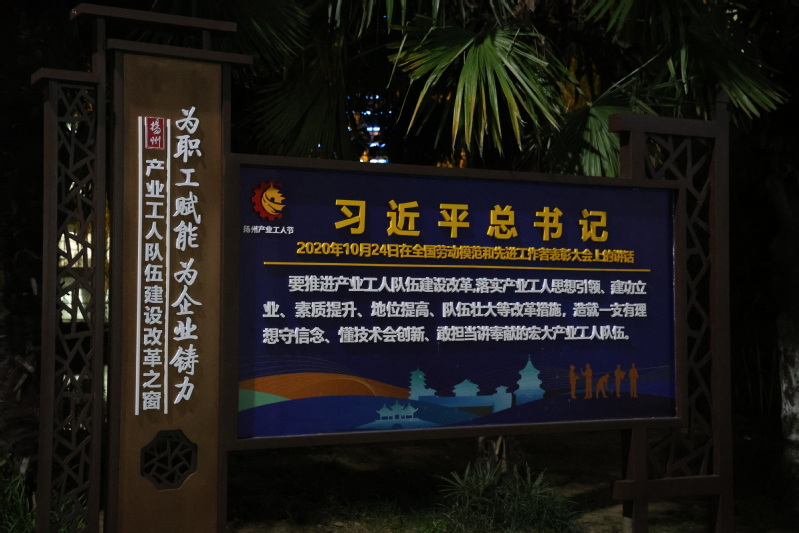 为职工赋能 为企业铸力
扬州
产业工人队伍建设改革之窗
扬州产业工人节
习近平总书记
2020年10月24日在全国劳动模范和先进工作者表彰大会上的讲话
要推进产业工人队伍建设改革,落实产业工人思想引领、建功立
业、素质提升、地位提高、队伍壮大等改革措施，造就一支有理
想守信念、懂技术会创新、敢担当讲奉献的宏大产业工人队伍。